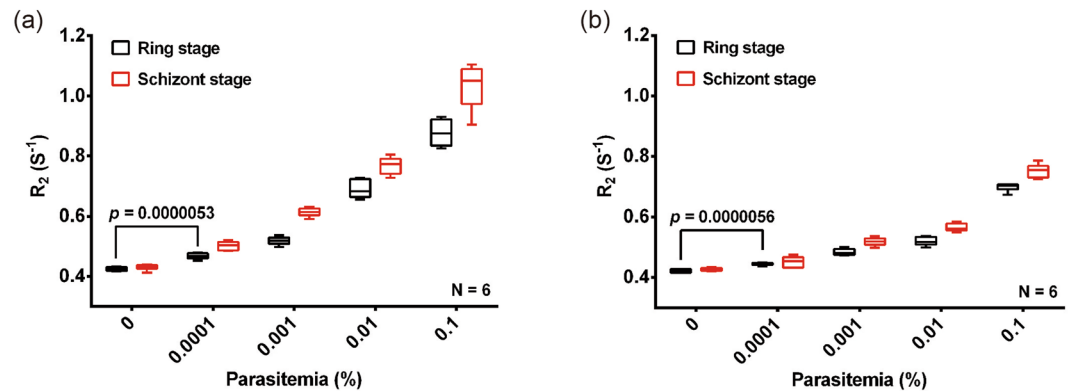 (a)
1.2
1.0
0.8
0.6
0.4
R2 (S-1)
Ring stage
Schizont stage
p = 0.0000053
N = 6
0
0.0001
0.001
0.01
0.1
Parasitemia (%)
(b)
1.2
1.0
0.8
0.6
0.4
R2 (S-1)
Ring stage
Schizont stage
p = 0.0000056
N = 6
0
0.0001
0.001
0.01
0.1
Parasitemia (%)